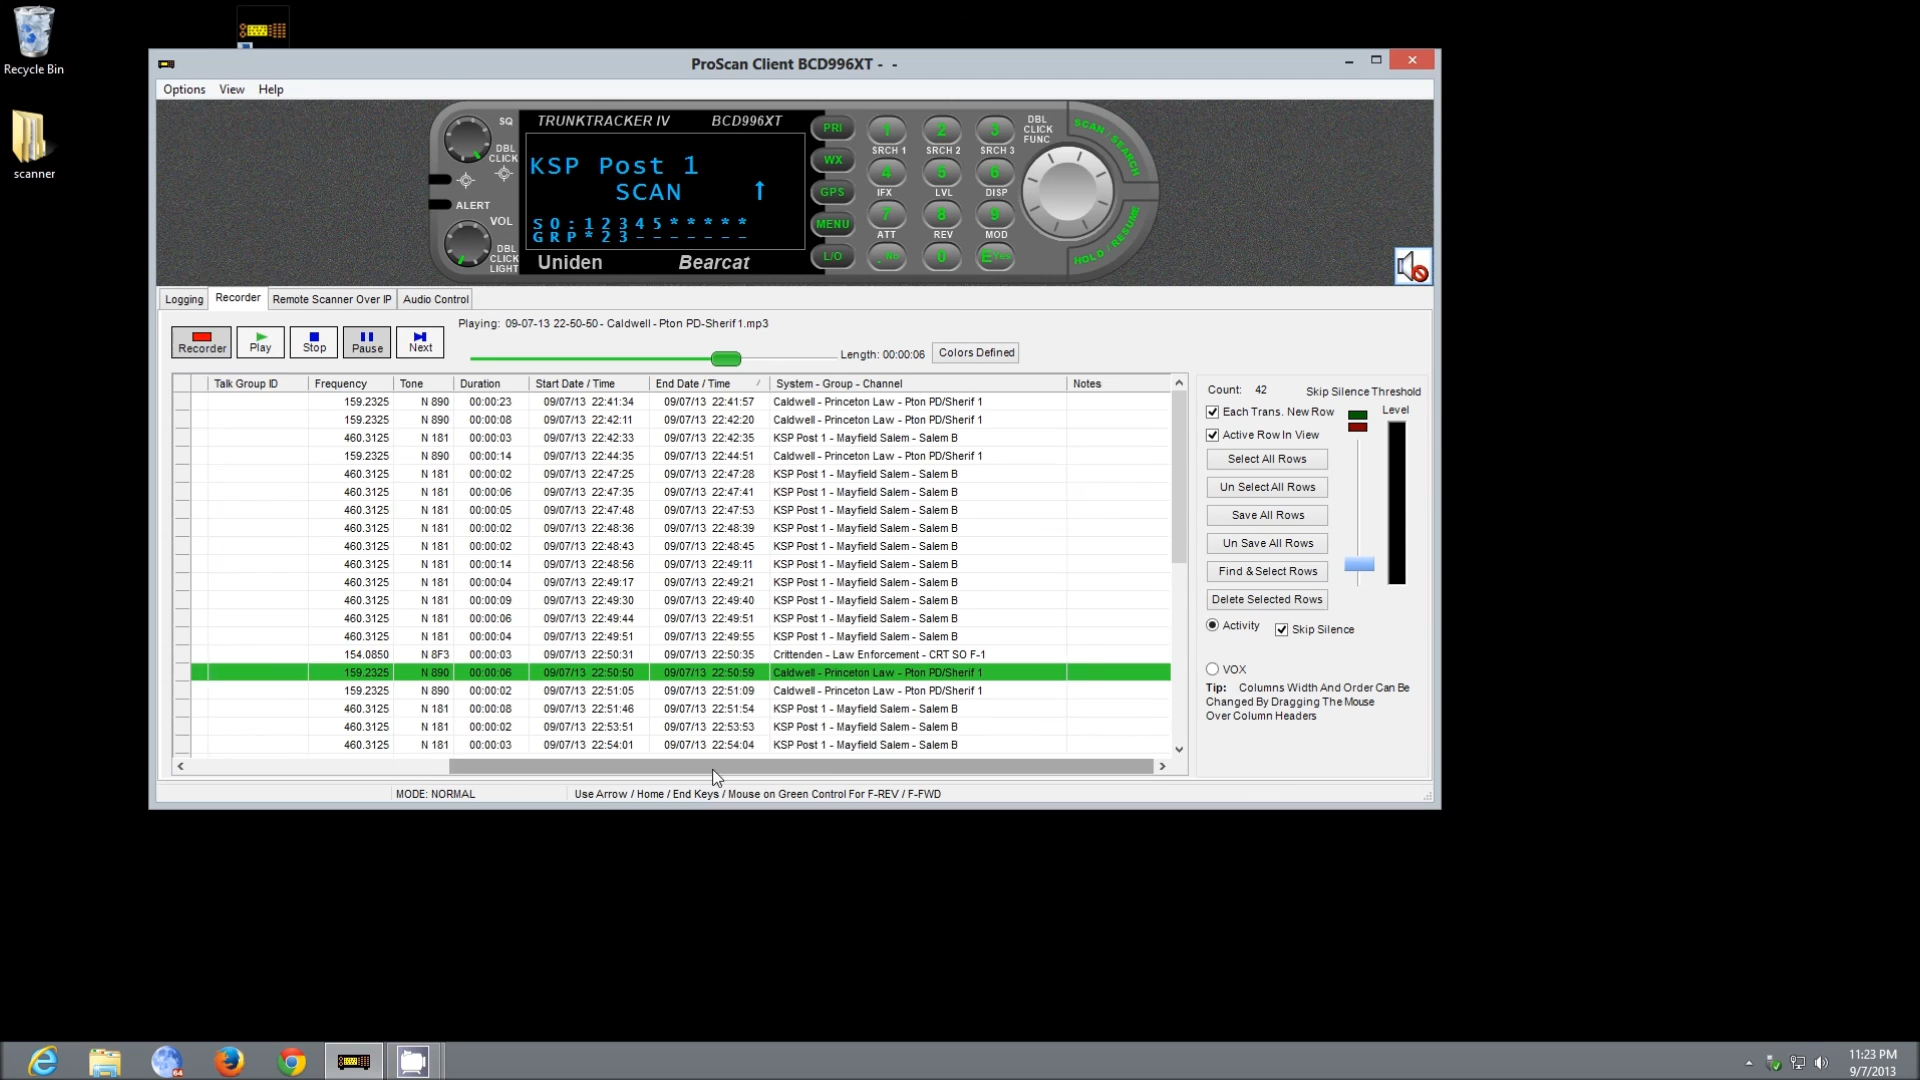 Recycle Bin
scanner
ProScan Client BCD996XT - -
Options View Help
SQ
DBL CLICK
ALERT
VOL
DBL CLICK LIGHT
TRUNKTRACKER IV BCD996XT
KSP Post 1
SCAN ↑
S0:12345*****
GRP*23-------
Uniden Bearcat
PRI
WX
GPS
MENU
L/O
1 2 3
SRCH 1 SRCH 2 SRCH 3
4 5 6
IFX LVL DISP
7 8 9
ATT REV MOD
. No 0 E Yes
DBL CLICK FUNC
SCAN / SEARCH
HOLD / RESUME
Logging Recorder Remote Scanner Over IP Audio Control
Recorder Play Stop Pause Next
Playing: 09-07-13 22-50-50 - Caldwell - Pton PD-Sherif 1.mp3
Length: 00:00:06 Colors Defined
Talk Group ID Frequency Tone Duration Start Date / Time End Date / Time / System - Group - Channel Notes
159.2325 N 890 00:00:23 09/07/13 22:41:34 09/07/13 22:41:57 Caldwell - Princeton Law - Pton PD/Sherif 1
159.2325 N 890 00:00:08 09/07/13 22:42:11 09/07/13 22:42:20 Caldwell - Princeton Law - Pton PD/Sherif 1
460.3125 N 181 00:00:03 09/07/13 22:42:33 09/07/13 22:42:35 KSP Post 1 - Mayfield Salem - Salem B
159.2325 N 890 00:00:14 09/07/13 22:44:35 09/07/13 22:44:51 Caldwell - Princeton Law - Pton PD/Sherif 1
460.3125 N 181 00:00:02 09/07/13 22:47:25 09/07/13 22:47:28 KSP Post 1 - Mayfield Salem - Salem B
460.3125 N 181 00:00:06 09/07/13 22:47:35 09/07/13 22:47:41 KSP Post 1 - Mayfield Salem - Salem B
460.3125 N 181 00:00:05 09/07/13 22:47:48 09/07/13 22:47:53 KSP Post 1 - Mayfield Salem - Salem B
460.3125 N 181 00:00:02 09/07/13 22:48:36 09/07/13 22:48:39 KSP Post 1 - Mayfield Salem - Salem B
460.3125 N 181 00:00:02 09/07/13 22:48:43 09/07/13 22:48:45 KSP Post 1 - Mayfield Salem - Salem B
460.3125 N 181 00:00:14 09/07/13 22:48:56 09/07/13 22:49:11 KSP Post 1 - Mayfield Salem - Salem B
460.3125 N 181 00:00:04 09/07/13 22:49:17 09/07/13 22:49:21 KSP Post 1 - Mayfield Salem - Salem B
460.3125 N 181 00:00:09 09/07/13 22:49:30 09/07/13 22:49:40 KSP Post 1 - Mayfield Salem - Salem B
460.3125 N 181 00:00:06 09/07/13 22:49:44 09/07/13 22:49:51 KSP Post 1 - Mayfield Salem - Salem B
460.3125 N 181 00:00:04 09/07/13 22:49:51 09/07/13 22:49:55 KSP Post 1 - Mayfield Salem - Salem B
154.0850 N 8F3 00:00:03 09/07/13 22:50:31 09/07/13 22:50:35 Crittenden - Law Enforcement - CRT SO F-1
159.2325 N 890 00:00:06 09/07/13 22:50:50 09/07/13 22:50:59 Caldwell - Princeton Law - Pton PD/Sherif 1
159.2325 N 890 00:00:02 09/07/13 22:51:05 09/07/13 22:51:09 Caldwell - Princeton Law - Pton PD/Sherif 1
460.3125 N 181 00:00:08 09/07/13 22:51:46 09/07/13 22:51:54 KSP Post 1 - Mayfield Salem - Salem B
460.3125 N 181 00:00:02 09/07/13 22:53:51 09/07/13 22:53:53 KSP Post 1 - Mayfield Salem - Salem B
460.3125 N 181 00:00:03 09/07/13 22:54:01 09/07/13 22:54:04 KSP Post 1 - Mayfield Salem - Salem B
Count: 42 Skip Silence Threshold
Each Trans. New Row Level
Active Row In View
Select All Rows
Un Select All Rows
Save All Rows
Un Save All Rows
Find & Select Rows
Delete Selected Rows
Activity Skip Silence
VOX
Tip: Columns Width And Order Can Be
Changed By Dragging The Mouse
Over Column Headers
MODE: NORMAL Use Arrow / Home / End Keys / Mouse on Green Control For F-REV / F-FWD
64
11:23 PM
9/7/2013